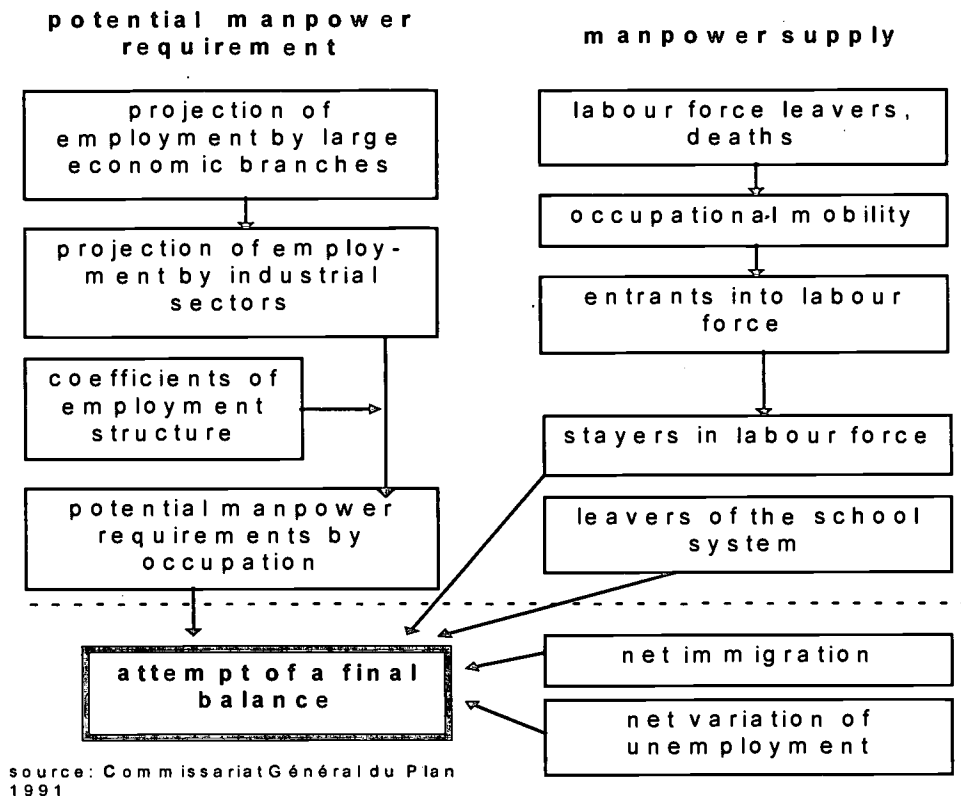 potential manpower
requirement
projection of
employment by large
economic branches
projection of employ-
ment by industrial
sectors
coefficients of
employment
structure
potential manpower
requirements by
occupation
manpower supply
labour force leavers,
deaths
occupational mobility
entrants into labour
force
stayers in labour force
leavers of the school
system
attempt of a final
balance
net immigration
net variation of
unemployment
source: Commissariat Général du Plan
1991